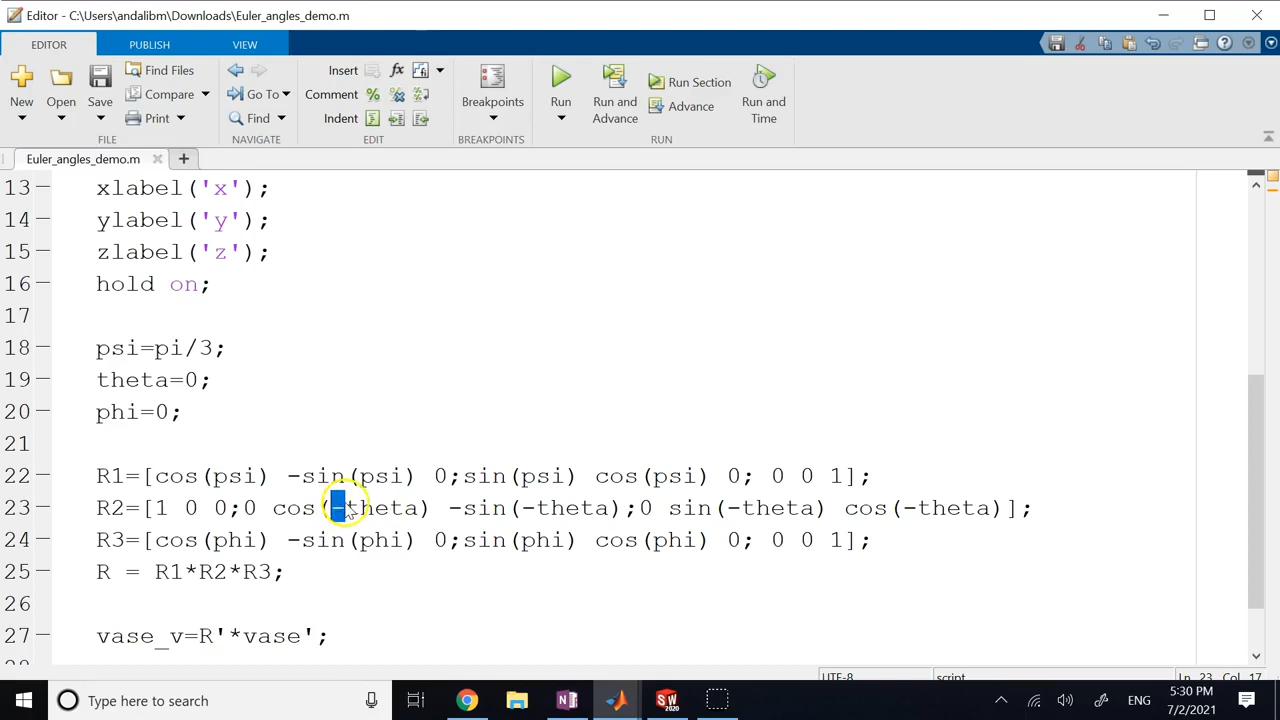 Editor - C:\Users\andalibm\Downloads\Euler_angles_demo.m
EDITOR PUBLISH VIEW
New Open Save Find Files Compare Print
FILE
Go To Find
NAVIGATE
Insert fx
Comment %
Indent
EDIT
Breakpoints
BREAKPOINTS
Run Run and Advance Run Section Advance Run and Time
RUN
Euler_angles_demo.m
13 xlabel('x');
14 ylabel('y');
15 zlabel('z');
16 hold on;
17
18 psi=pi/3;
19 theta=0;
20 phi=0;
21
22 R1=[cos(psi) -sin(psi) 0;sin(psi) cos(psi) 0; 0 0 1];
23 R2=[1 0 0;0 cos(-theta) -sin(-theta);0 sin(-theta) cos(-theta)];
24 R3=[cos(phi) -sin(phi) 0;sin(phi) cos(phi) 0; 0 0 1];
25 R = R1*R2*R3;
26
27 vase_v=R'*vase';
28
UTF-8 script Ln 23 Col 17
Type here to search
SW 2020
ENG
5:30 PM
7/2/2021